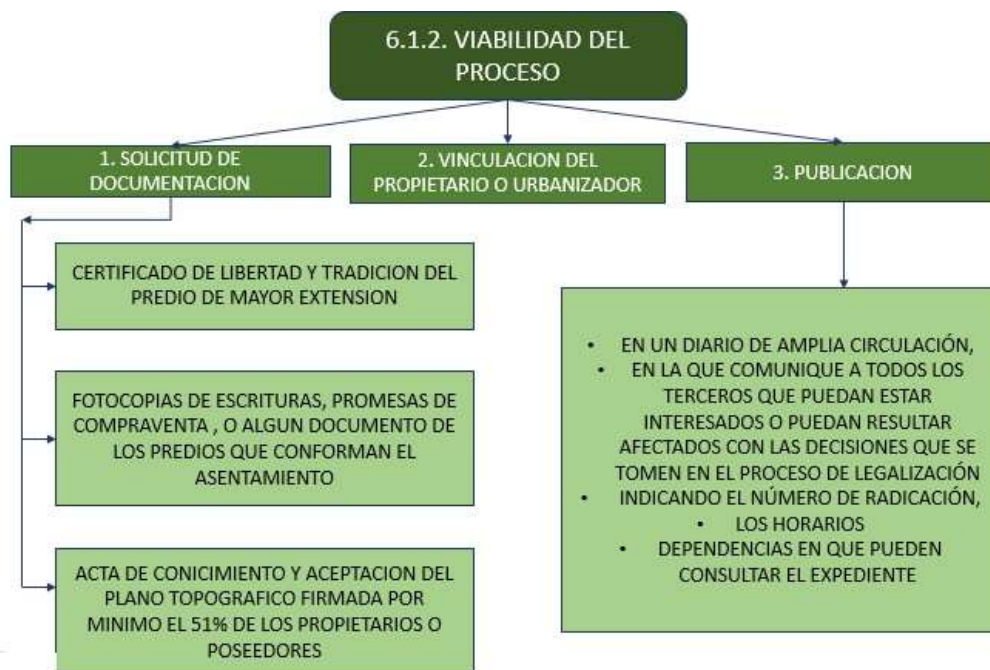 6.1.2. VIABILIDAD DEL
PROCESO
1. SOLICITUD DE
DOCUMENTACION
2. VINCULACION DEL
PROPIETARIO O URBANIZADOR
3. PUBLICACION
CERTIFICADO DE LIBERTAD Y TRADICION DEL
PREDIO DE MAYOR EXTENSION
FOTOCOPIAS DE ESCRITURAS, PROMESAS DE
COMPRAVENTA , O ALGUN DOCUMENTO DE
LOS PREDIOS QUE CONFORMAN EL
ASENTAMIENTO
ACTA DE CONICIMIENTO Y ACEPTACION DEL
PLANO TOPOGRAFICO FIRMADA POR
MINIMO EL 51% DE LOS PROPIETARIOS O
POSEEDORES
• EN UN DIARIO DE AMPLIA CIRCULACIÓN,
• EN LA QUE COMUNIQUE A TODOS LOS
TERCEROS QUE PUEDAN ESTAR
INTERESADOS O PUEDAN RESULTAR
AFECTADOS CON LAS DECISIONES QUE SE
TOMEN EN EL PROCESO DE LEGALIZACIÓN
• INDICANDO EL NÚMERO DE RADICACIÓN,
• LOS HORARIOS
• DEPENDENCIAS EN QUE PUEDEN
CONSULTAR EL EXPEDIENTE